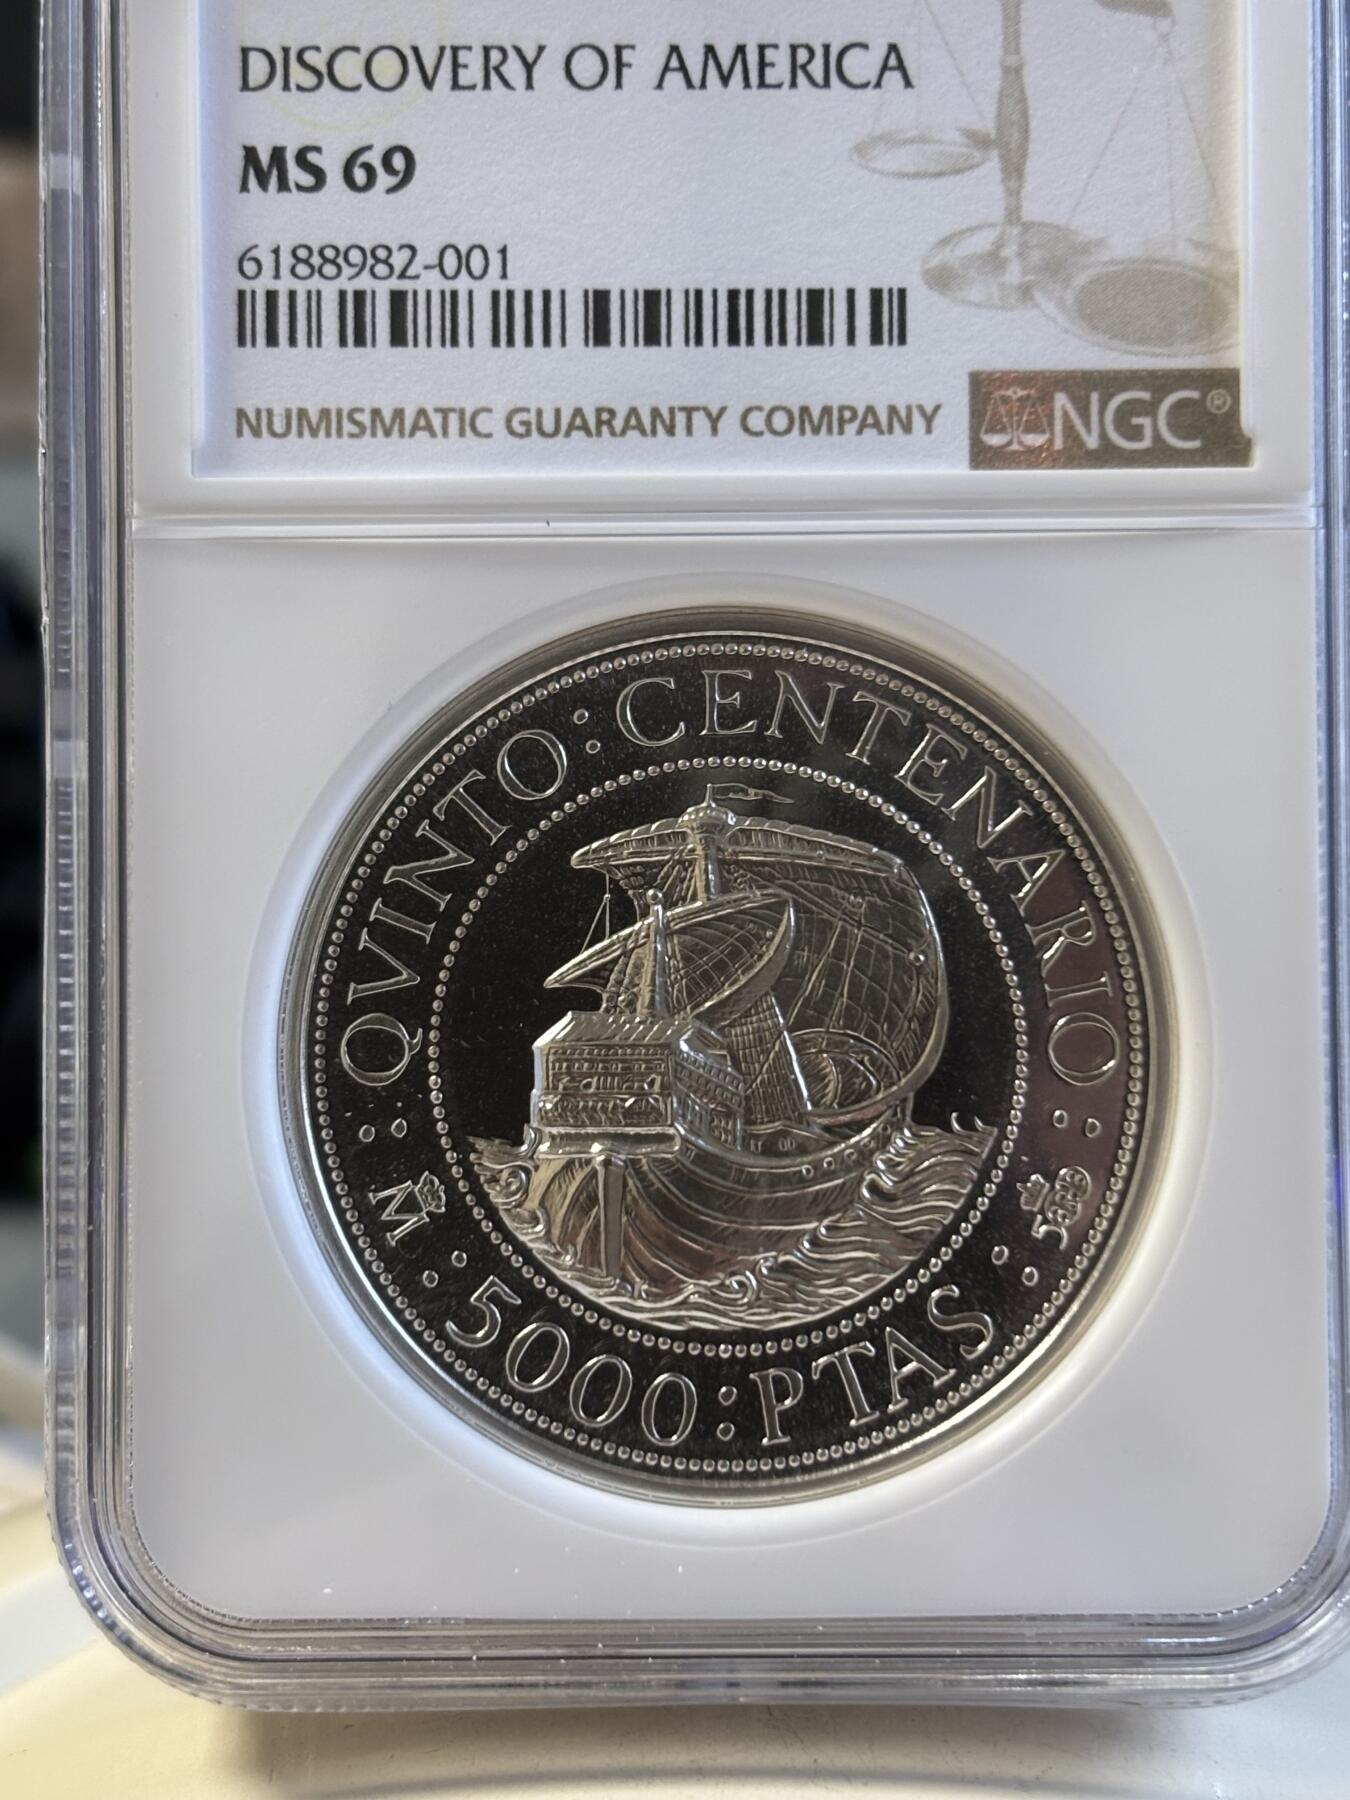 DISCOVERY OF AMERICA
MS 69
6188982-001
NUMISMATIC GUARANTY COMPANY
NGC®
QVINTO:CENTENARIO:
M
5000:PTAS